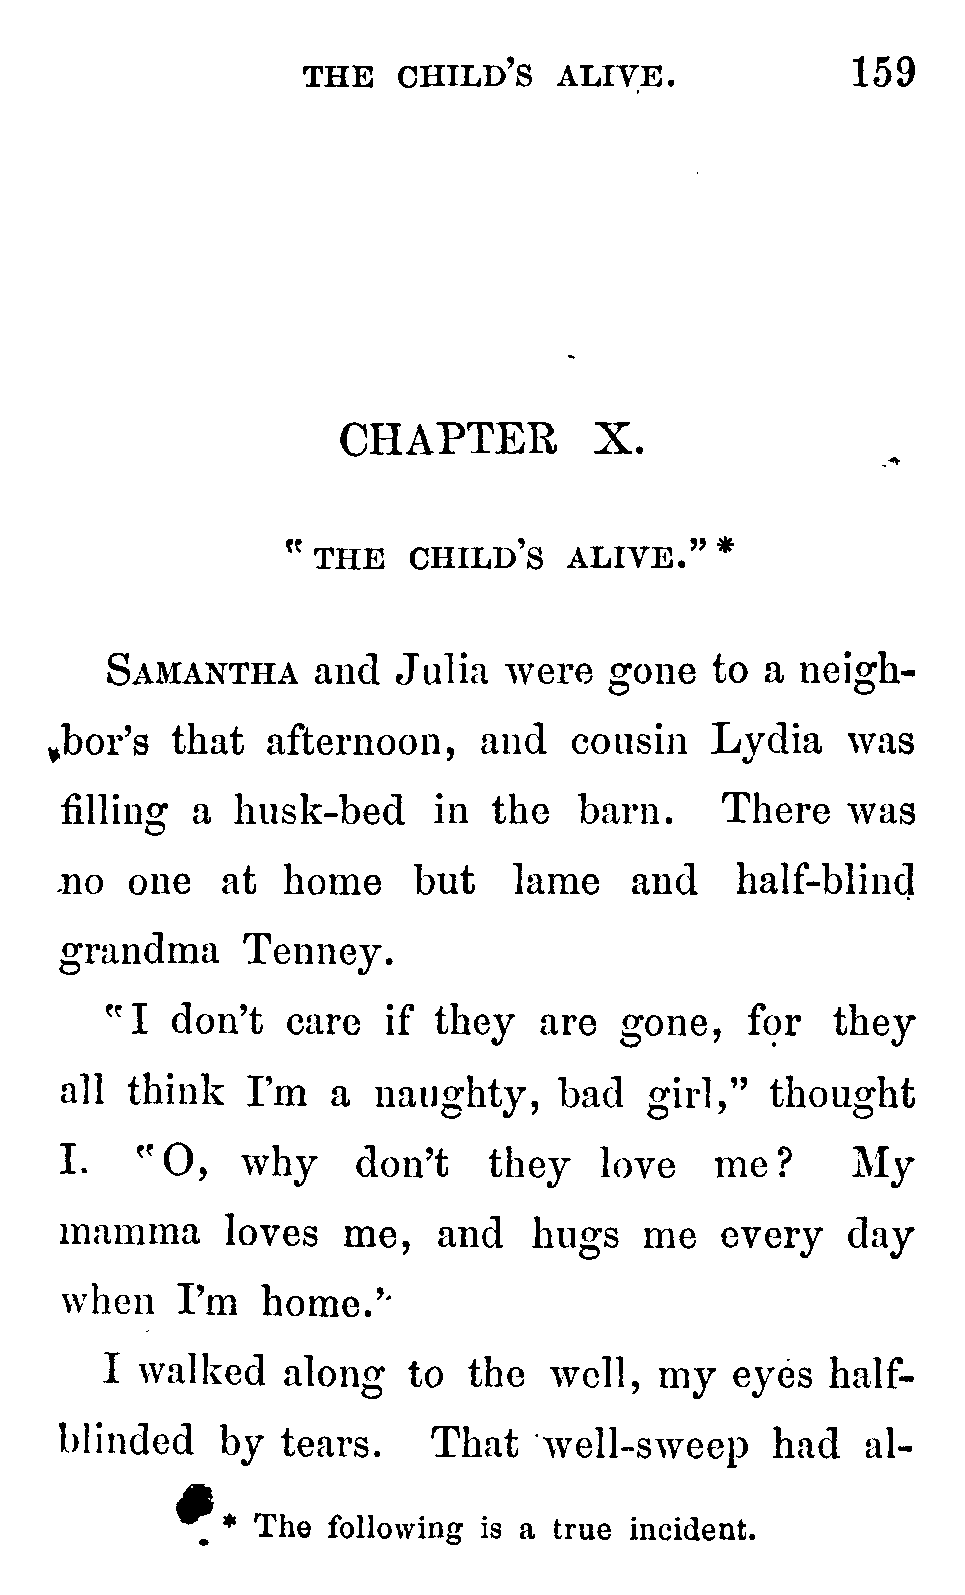 THE CHILD'S ALIVE. 159
CHAPTER X.
"THE CHILD'S ALIVE."*
SAMANTHA and Julia were gone to a neigh-
bor's that afternoon, and cousin Lydia was
filling a husk-bed in the barn. There was
no one at home but lame and half-blind
grandma Tenney.
"I don't care if they are gone, for they
all think I'm a naughty, bad girl," thought
I. "O, why don't they love me? My
mamma loves me, and hugs me every day
when I'm home."
I walked along to the well, my eyes half-
blinded by tears. That well-sweep had al-
* The following is a true incident.